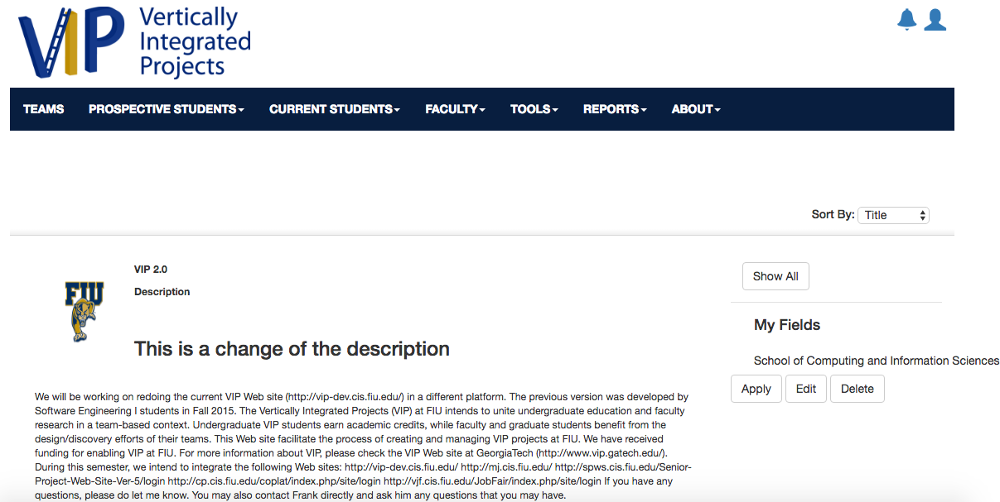 VIP Vertically
Integrated
Projects
TEAMS PROSPECTIVE STUDENTS CURRENT STUDENTS FACULTY TOOLS REPORTS ABOUT
Sort By: Title
VIP 2.0
Description
FIU
This is a change of the description
We will be working on redoing the current VIP Web site (http://vip-dev.cis.fiu.edu/) in a different platform. The previous version was developed by
Software Engineering I students in Fall 2015. The Vertically Integrated Projects (VIP) at FIU intends to unite undergraduate education and faculty
research in a team-based context. Undergraduate VIP students earn academic credits, while faculty and graduate students benefit from the
design/discovery efforts of their teams. This Web site facilitate the process of creating and managing VIP projects at FIU. We have received
funding for enabling VIP at FIU. For more information about VIP, please check the VIP Web site at GeorgiaTech (http://www.vip.gatech.edu/).
During this semester, we intend to integrate the following Web sites: http://vip-dev.cis.fiu.edu/ http://mj.cis.fiu.edu/ http://spws.cis.fiu.edu/Senior-
Project-Web-Site-Ver-5/login http://cp.cis.fiu.edu/coplat/index.php/site/login http://vjf.cis.fiu.edu/JobFair/index.php/site/login If you have any
questions, please do let me know. You may also contact Frank directly and ask him any questions that you may have.
Show All
My Fields
School of Computing and Information Sciences
Apply Edit Delete